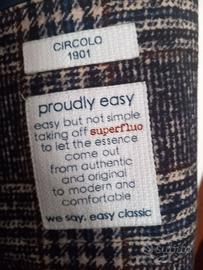 CIRCOLO
1901
proudly easy
easy but not simple
taking off superfluo
to let the essence
come out
from authentic
and original
to modern and
comfortable
we say, easy classic
subito